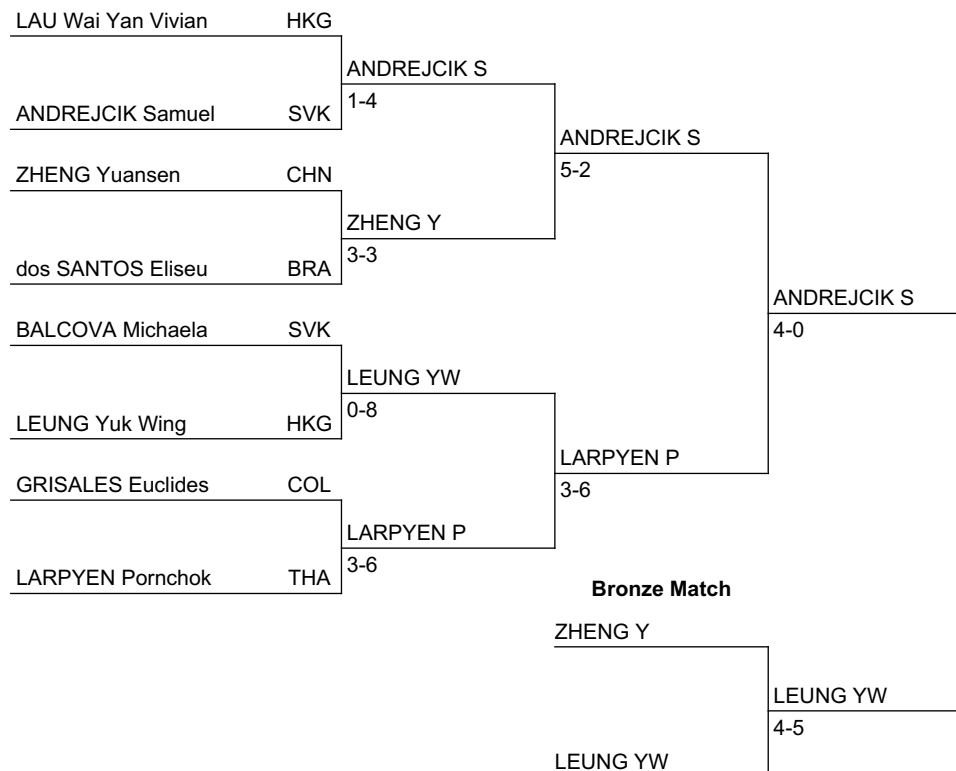 LAU Wai Yan Vivian HKG
ANDREJCIK S
1-4
ANDREJCIK Samuel SVK
ANDREJCIK S
5-2
ZHENG Yuansen CHN
ZHENG Y
3-3
dos SANTOS Eliseu BRA
ANDREJCIK S
4-0
BALCOVA Michaela SVK
LEUNG YW
0-8
LEUNG Yuk Wing HKG
LARPYEN P
3-6
GRISALES Euclides COL
LARPYEN P
3-6
LARPYEN Pornchok THA
Bronze Match
ZHENG Y
LEUNG YW
4-5
LEUNG YW